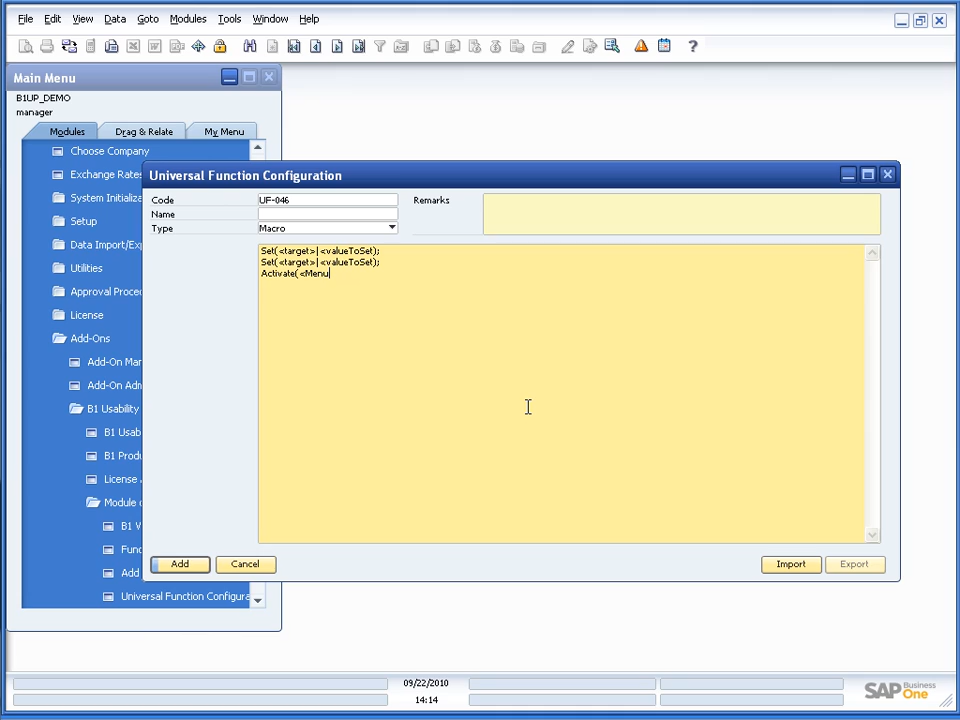 File Edit View Data Goto Modules Tools Window Help
Main Menu
B1UP_DEMO
manager
Modules Drag & Relate My Menu
Choose Company
Exchange Rates
System Initializa
Setup
Data Import/Exp
Utilities
Approval Proce
License
Add-Ons
Add-On Mar
Add-On Adn
B1 Usability
B1 Usab
B1 Produ
License
Module
B1 V
Func
Add
Universal Function Configura
Universal Function Configuration
Code UF-046 Remarks
Name
Type Macro
Set(<target>|<valueToSet);
Set(<target>|<valueToSet);
Activate( <Menu
Add Cancel Import Export
09/22/2010
14:14
SAP Business One